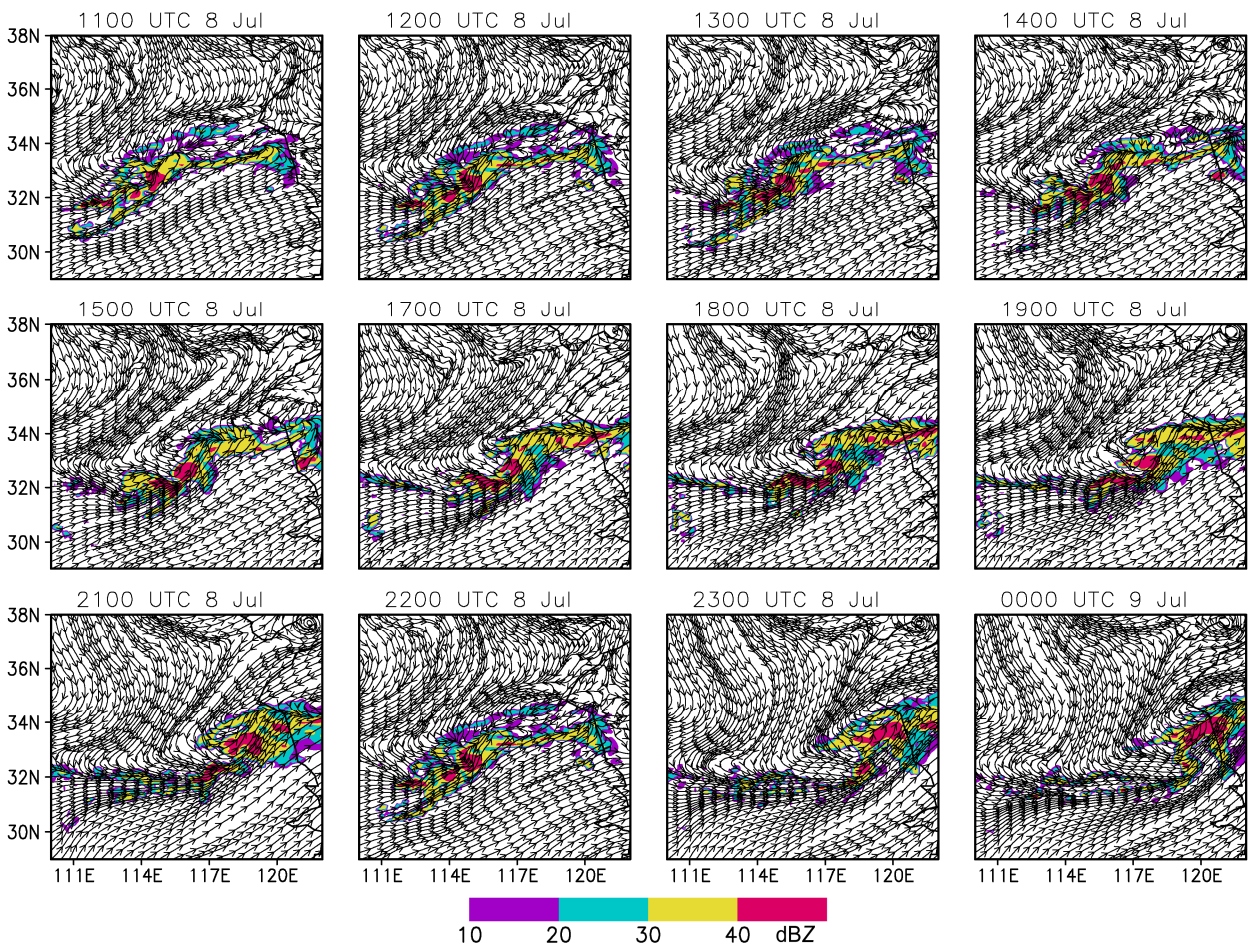 1100 UTC 8 Jul 1200 UTC 8 Jul 1300 UTC 8 Jul 1400 UTC 8 Jul
38N
36N
34N
32N
30N
1500 UTC 8 Jul 1700 UTC 8 Jul 1800 UTC 8 Jul 1900 UTC 8 Jul
38N
36N
34N
32N
30N
2100 UTC 8 Jul 2200 UTC 8 Jul 2300 UTC 8 Jul 0000 UTC 9 Jul
38N
36N
34N
32N
30N
111E 114E 117E 120E 111E 114E 117E 120E 111E 114E 117E 120E 111E 114E 117E 120E
10 20 30 40 dBZ